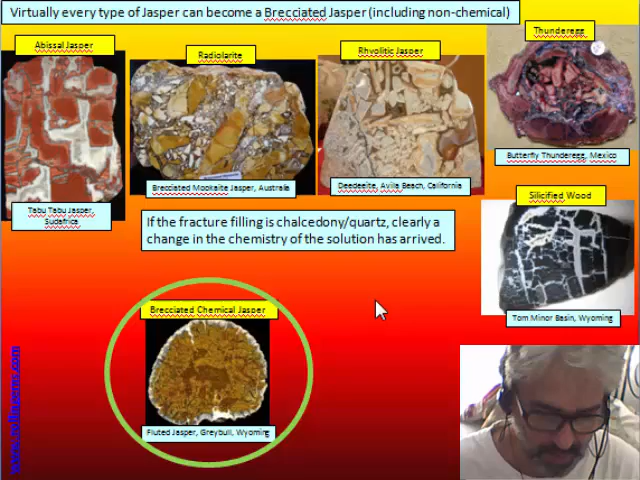 Virtually every type of Jasper can become a Brecciated Jasper (including non-chemical)
Abissal Jasper
Radiolarite
Rhyolitic Jasper
Thunderegg
Butterfly Thunderegg, Mexico
Brecciated Mookaite Jasper, Australia
Deedeeite, Avila Beach, California
Silicified Wood
Tabu Tabu Jasper,
Sudafrica
If the fracture filling is chalcedony/quartz, clearly a
change in the chemistry of the solution has arrived.
Tom Minor Basin, Wyoming
Brecciated Chemical Jasper
Fluted Jasper, Greybull, Wyoming